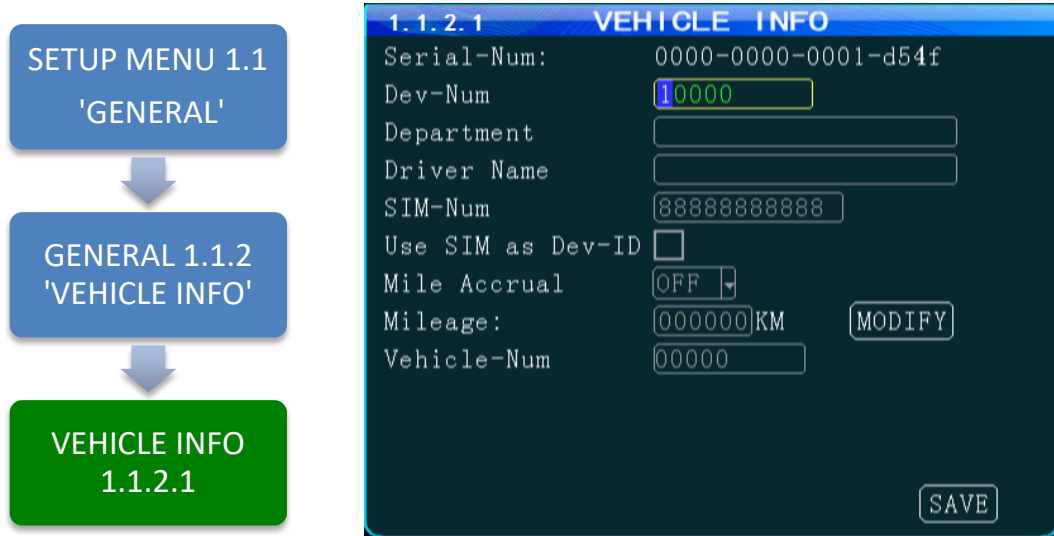 SETUP MENU 1.1
'GENERAL'
GENERAL 1.1.2
'VEHICLE INFO'
VEHICLE INFO
1.1.2.1
1.1.2.1 VEHICLE INFO
Serial-Num: 0000-0000-0001-d54f
Dev-Num 10000
Department
Driver Name
SIM-Num 88888888888
Use SIM as Dev-ID
Mile Accrual OFF
Mileage: 000000 KM MODIFY
Vehicle-Num 00000
SAVE